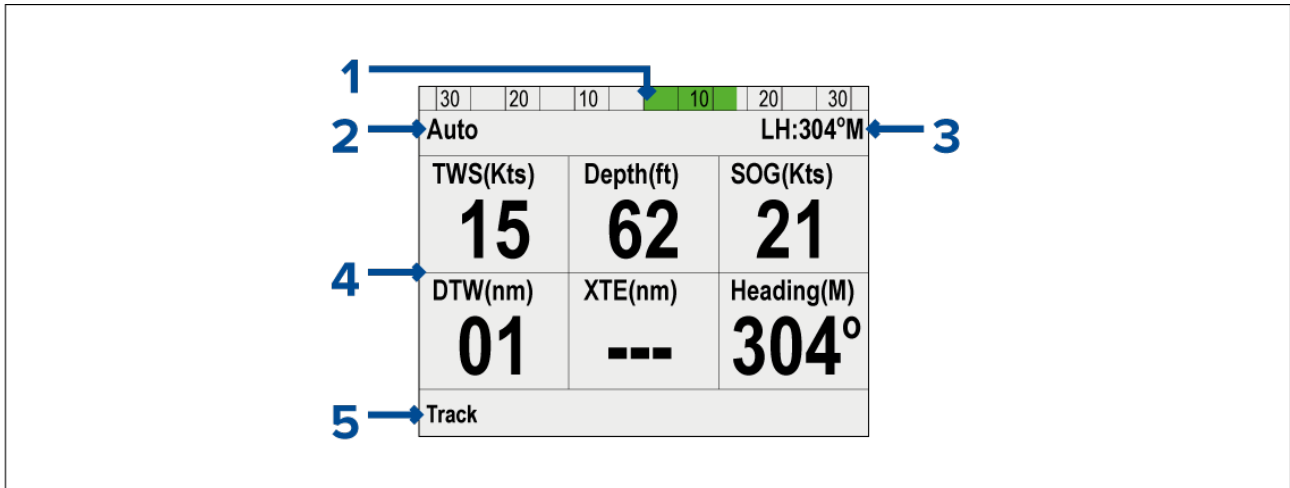 1
30 20 10 10 20 30
2 Auto LH:304°M 3
TWS(Kts) Depth(ft) SOG(Kts)
15 62 21
4
DTW(nm) XTE(nm) Heading(M)
01 --- 304°
5 Track